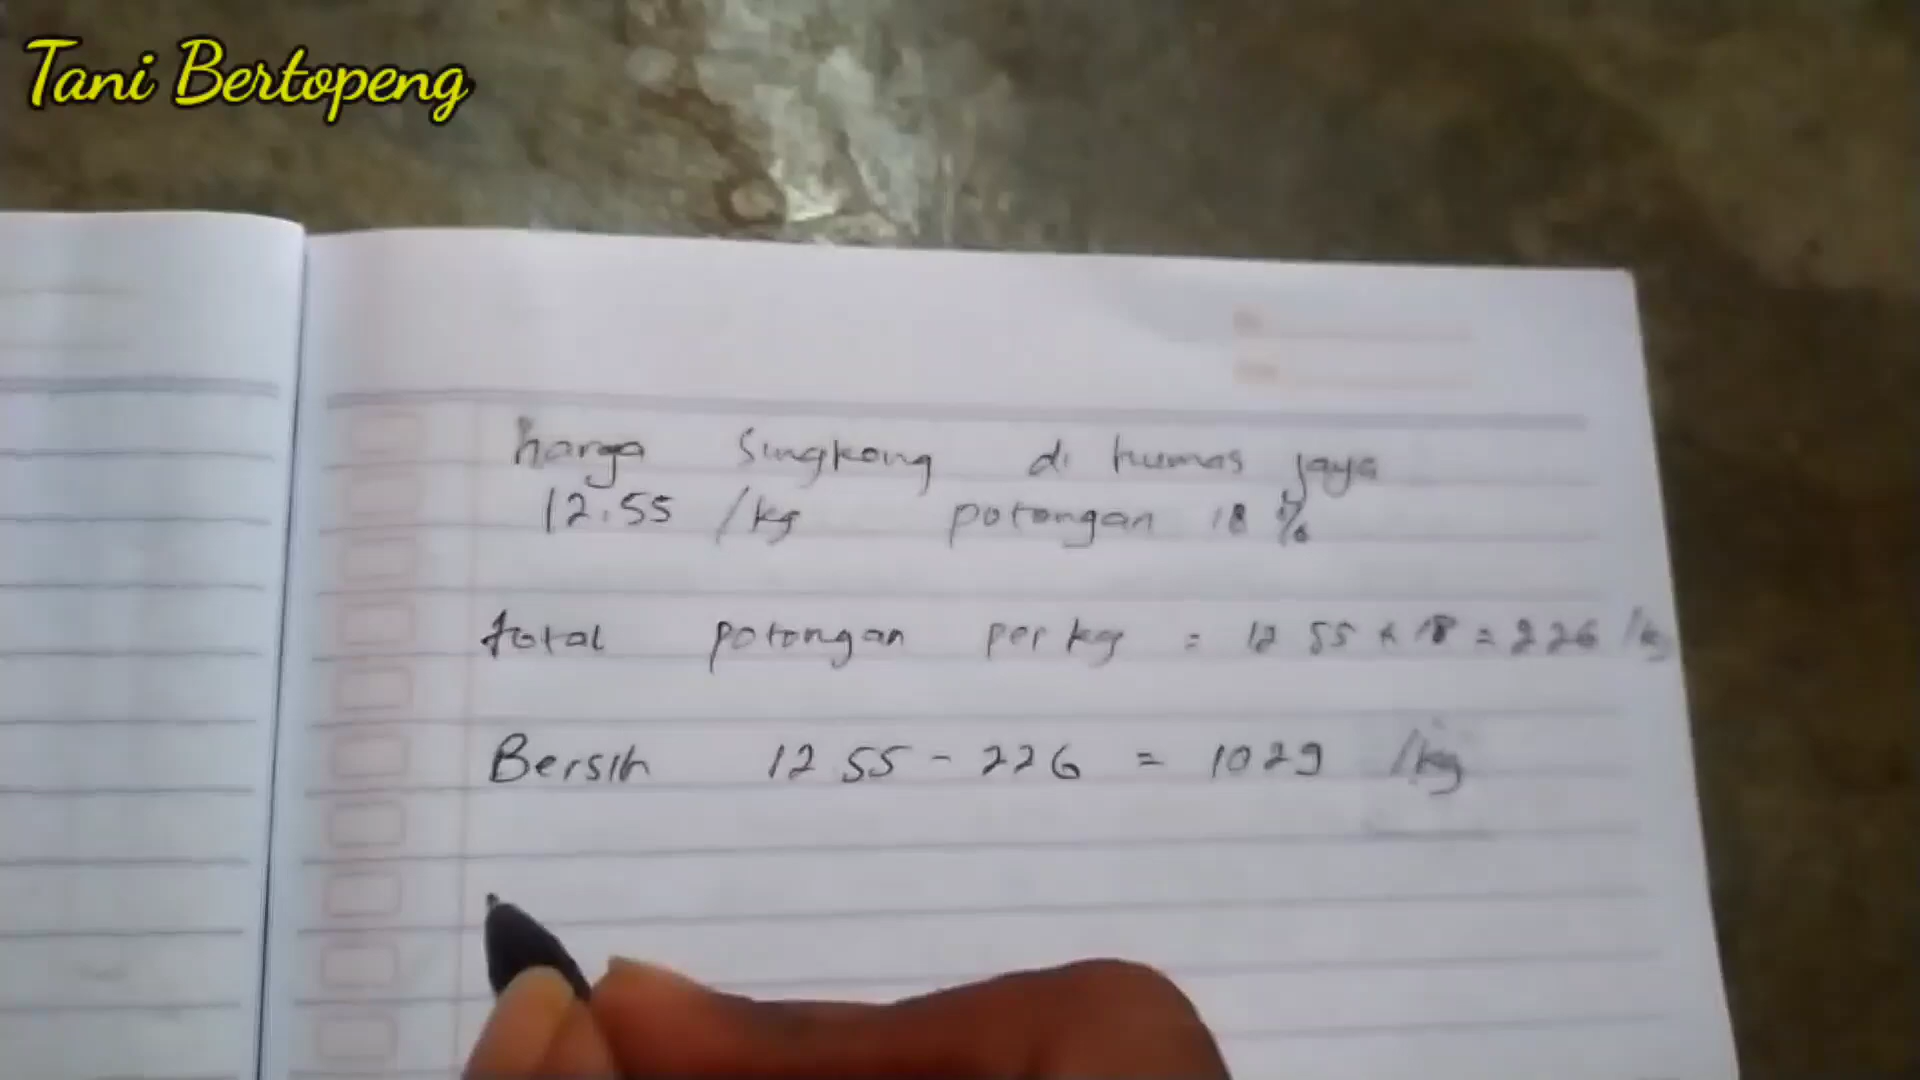 Tani Bertopeng
harga Singkong di humas jaya
12.55 /kg potongan 18 %
total potongan per kg = 12 55 x 18 = 226 /kg
Bersih 12 55 - 226 = 1029 /kg